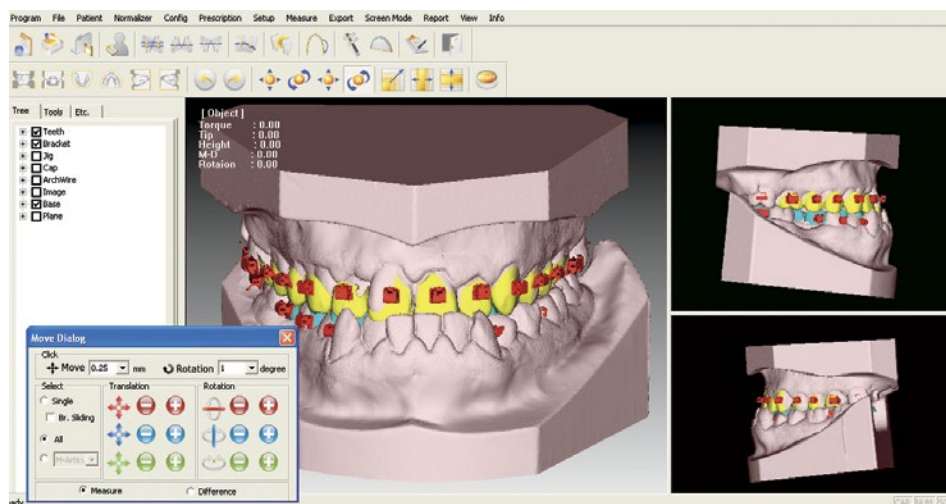 Program File Patient Normalizer Config Prescription Setup Measure Export Screen Mode Report View Info
Tree Tools Etc.
Teeth
Bracket
Jig
Cap
ArchWire
Image
Base
Plane
[ Object ]
Torque : 0.00
Tip : 0.00
Height : 0.00
M-D : 0.00
Rotaion : 0.00
Move Dialog
Click
Move 0.25 mm Rotation 1 degree
Select Translation Rotation
Single
Br. Sliding
All
Measure Difference